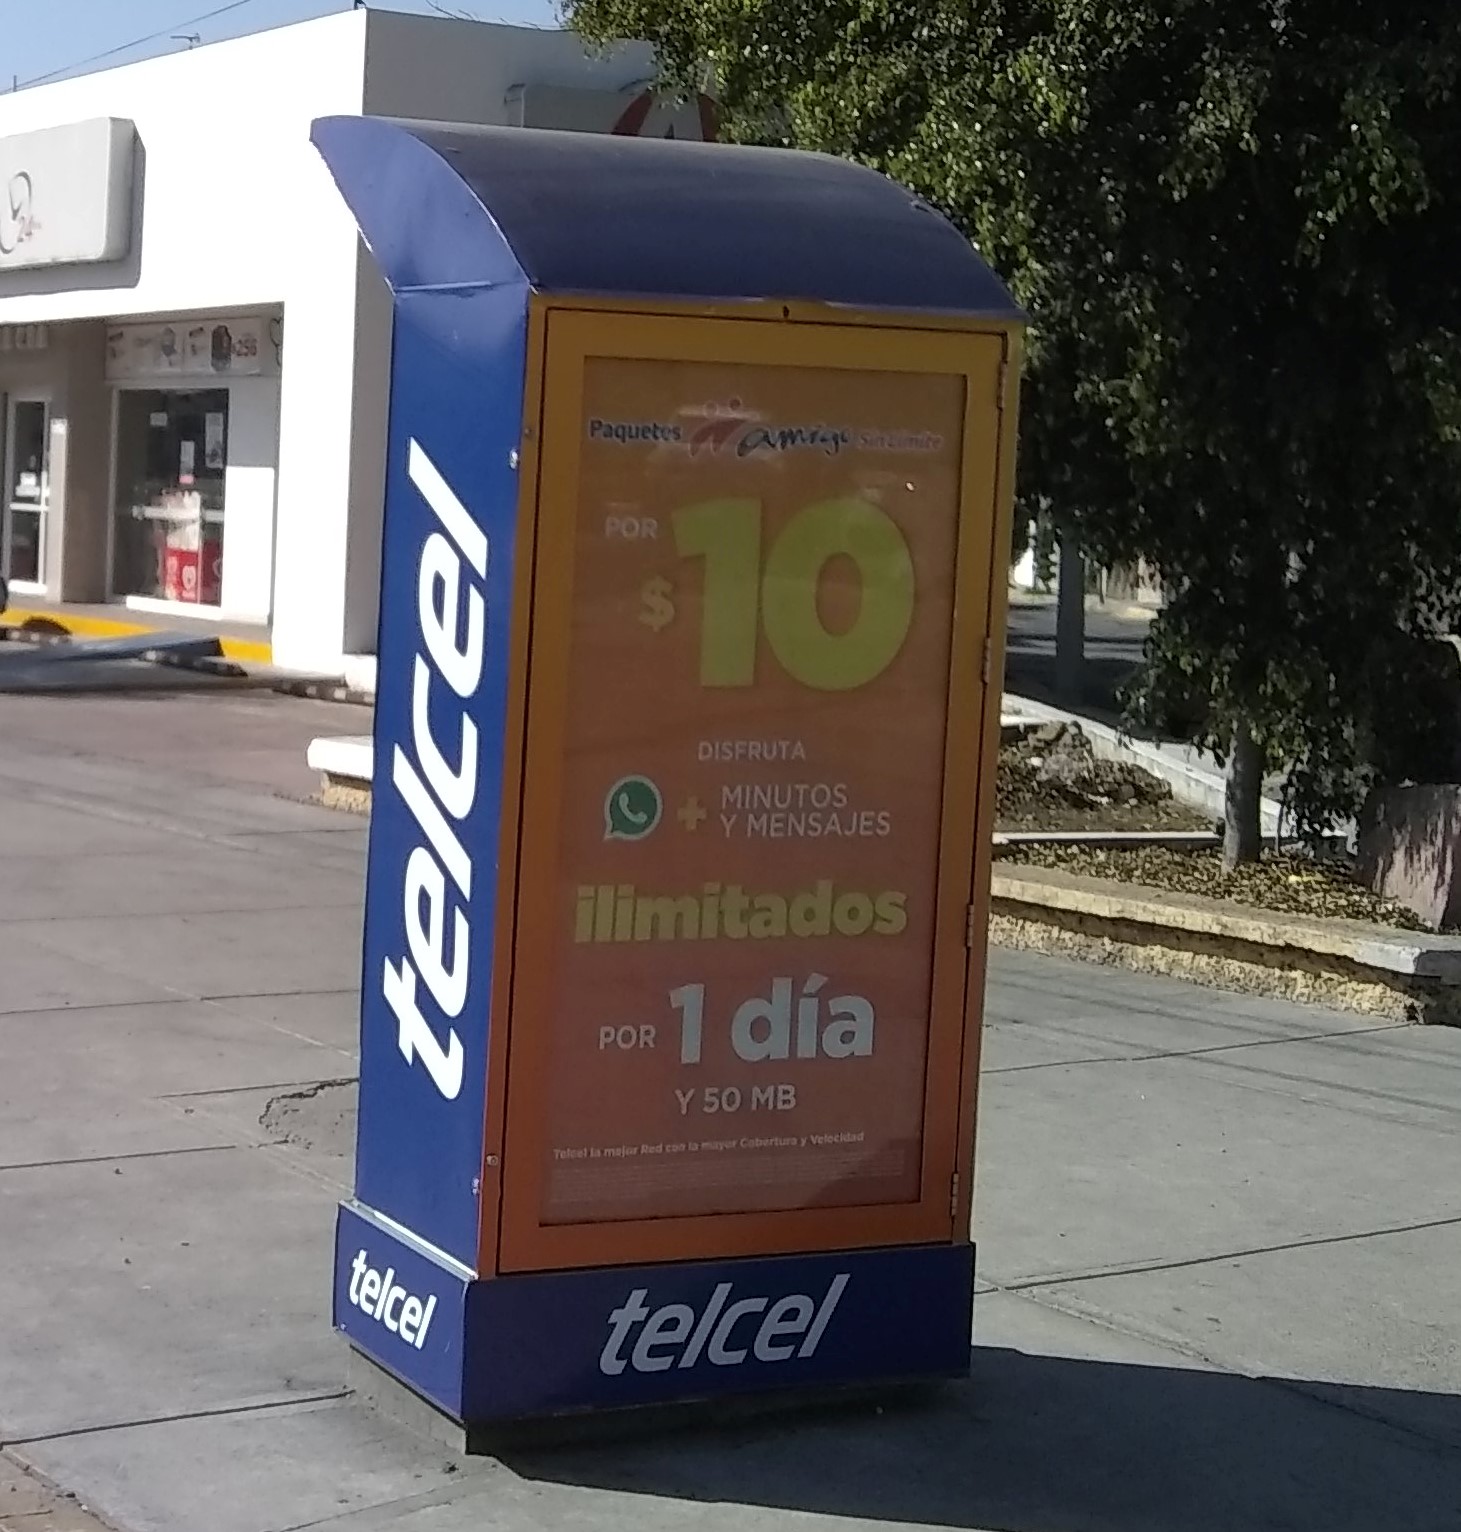 telcel
Paquetes amigo Sin Límite
POR
$10
DISFRUTA
+ MINUTOS
Y MENSAJES
ilimitados
POR 1 día
Y 50 MB
Telcel la mejor Red con la mayor Cobertura y Velocidad
telcel
telcel